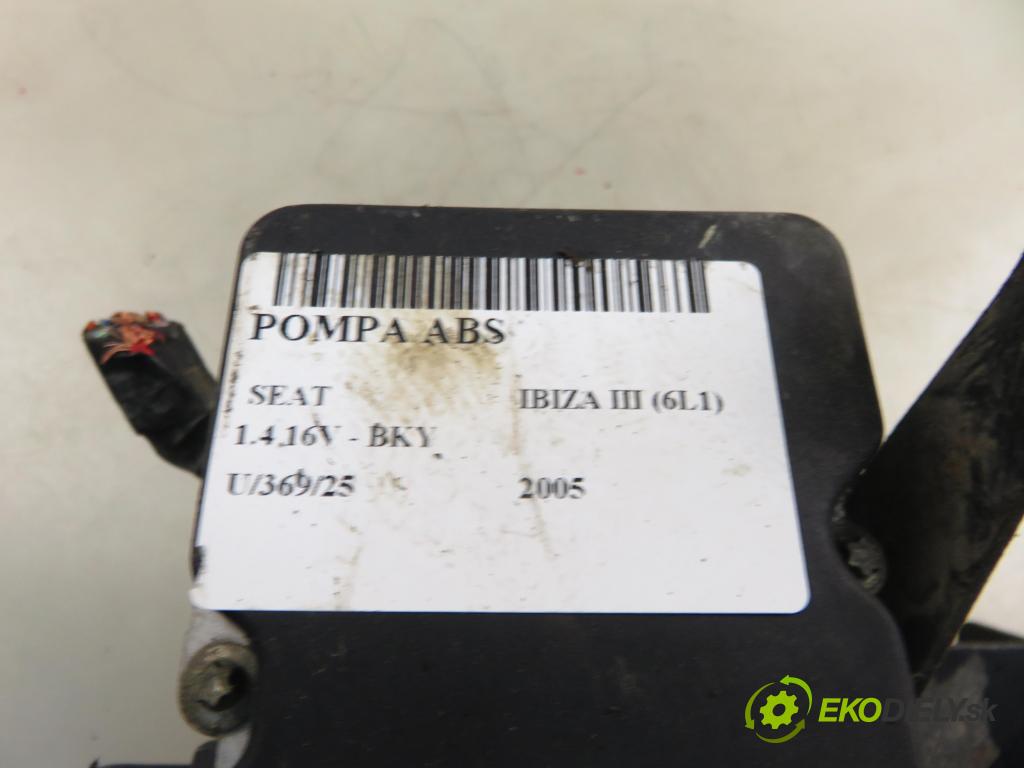 POMPA ABS
SEAT IBIZA III (6L1)
1.4 16V - BKY
U/369/25 2005
EKODIELY.sk